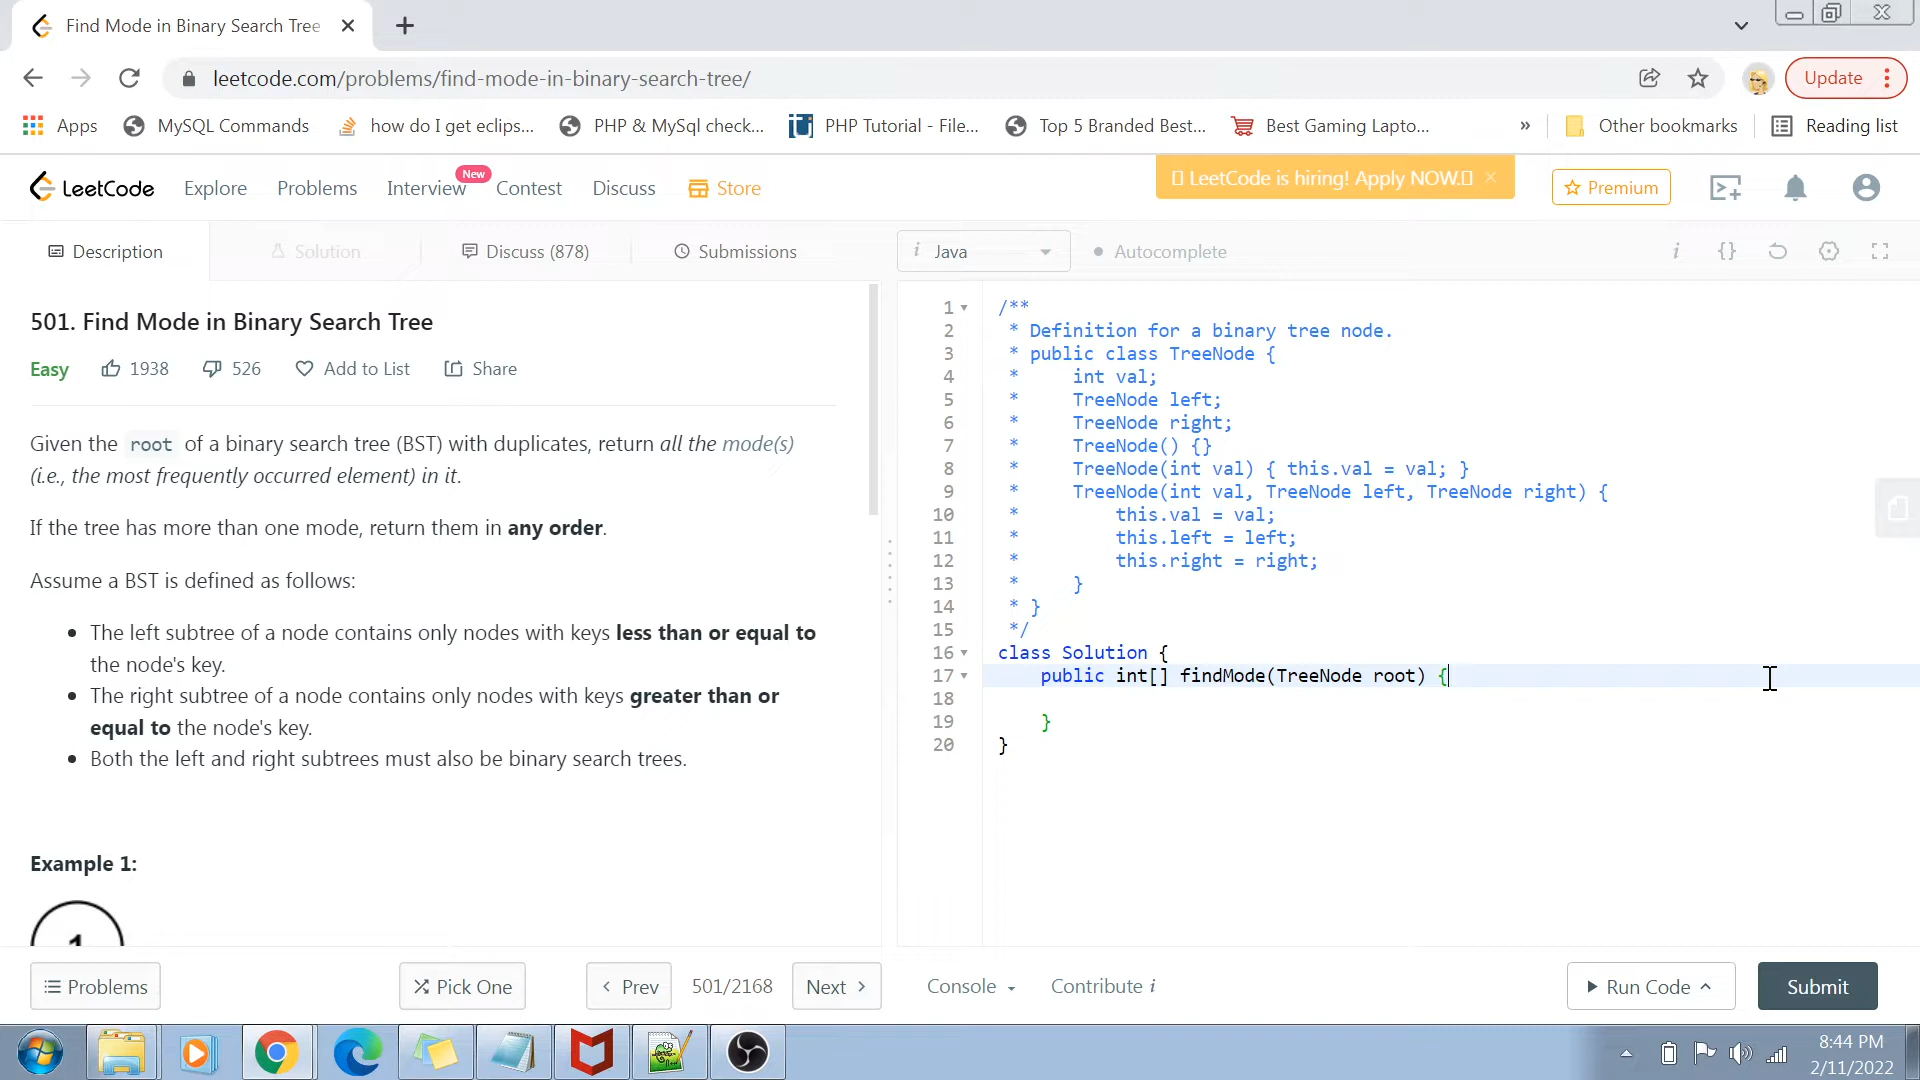 Find Mode in Binary Search Tree
leetcode.com/problems/find-mode-in-binary-search-tree/
Update
Apps
MySQL Commands
how do I get eclips...
PHP & MySql check...
PHP Tutorial - File...
Top 5 Branded Best...
Best Gaming Lapto...
»
Other bookmarks
Reading list
LeetCode
Explore
Problems
Interview
New
Contest
Discuss
Store
LeetCode is hiring! Apply NOW.
Premium
Description
Solution
Discuss (878)
Submissions
i Java
Autocomplete
i {}
501. Find Mode in Binary Search Tree
Easy
1938
526
Add to List
Share
Given the root of a binary search tree (BST) with duplicates, return all the mode(s)
(i.e., the most frequently occurred element) in it.
If the tree has more than one mode, return them in any order.
Assume a BST is defined as follows:
• The left subtree of a node contains only nodes with keys less than or equal to
the node's key.
• The right subtree of a node contains only nodes with keys greater than or
equal to the node's key.
• Both the left and right subtrees must also be binary search trees.
Example 1:
1
1 /**
2 * Definition for a binary tree node.
3 * public class TreeNode {
4 * int val;
5 * TreeNode left;
6 * TreeNode right;
7 * TreeNode() {}
8 * TreeNode(int val) { this.val = val; }
9 * TreeNode(int val, TreeNode left, TreeNode right) {
10 * this.val = val;
11 * this.left = left;
12 * this.right = right;
13 * }
14 * }
15 */
16 class Solution {
17 public int[] findMode(TreeNode root) {
18
19 }
20 }
Problems
Pick One
Prev
501/2168
Next
Console
Contribute i
Run Code
Submit
8:44 PM
2/11/2022